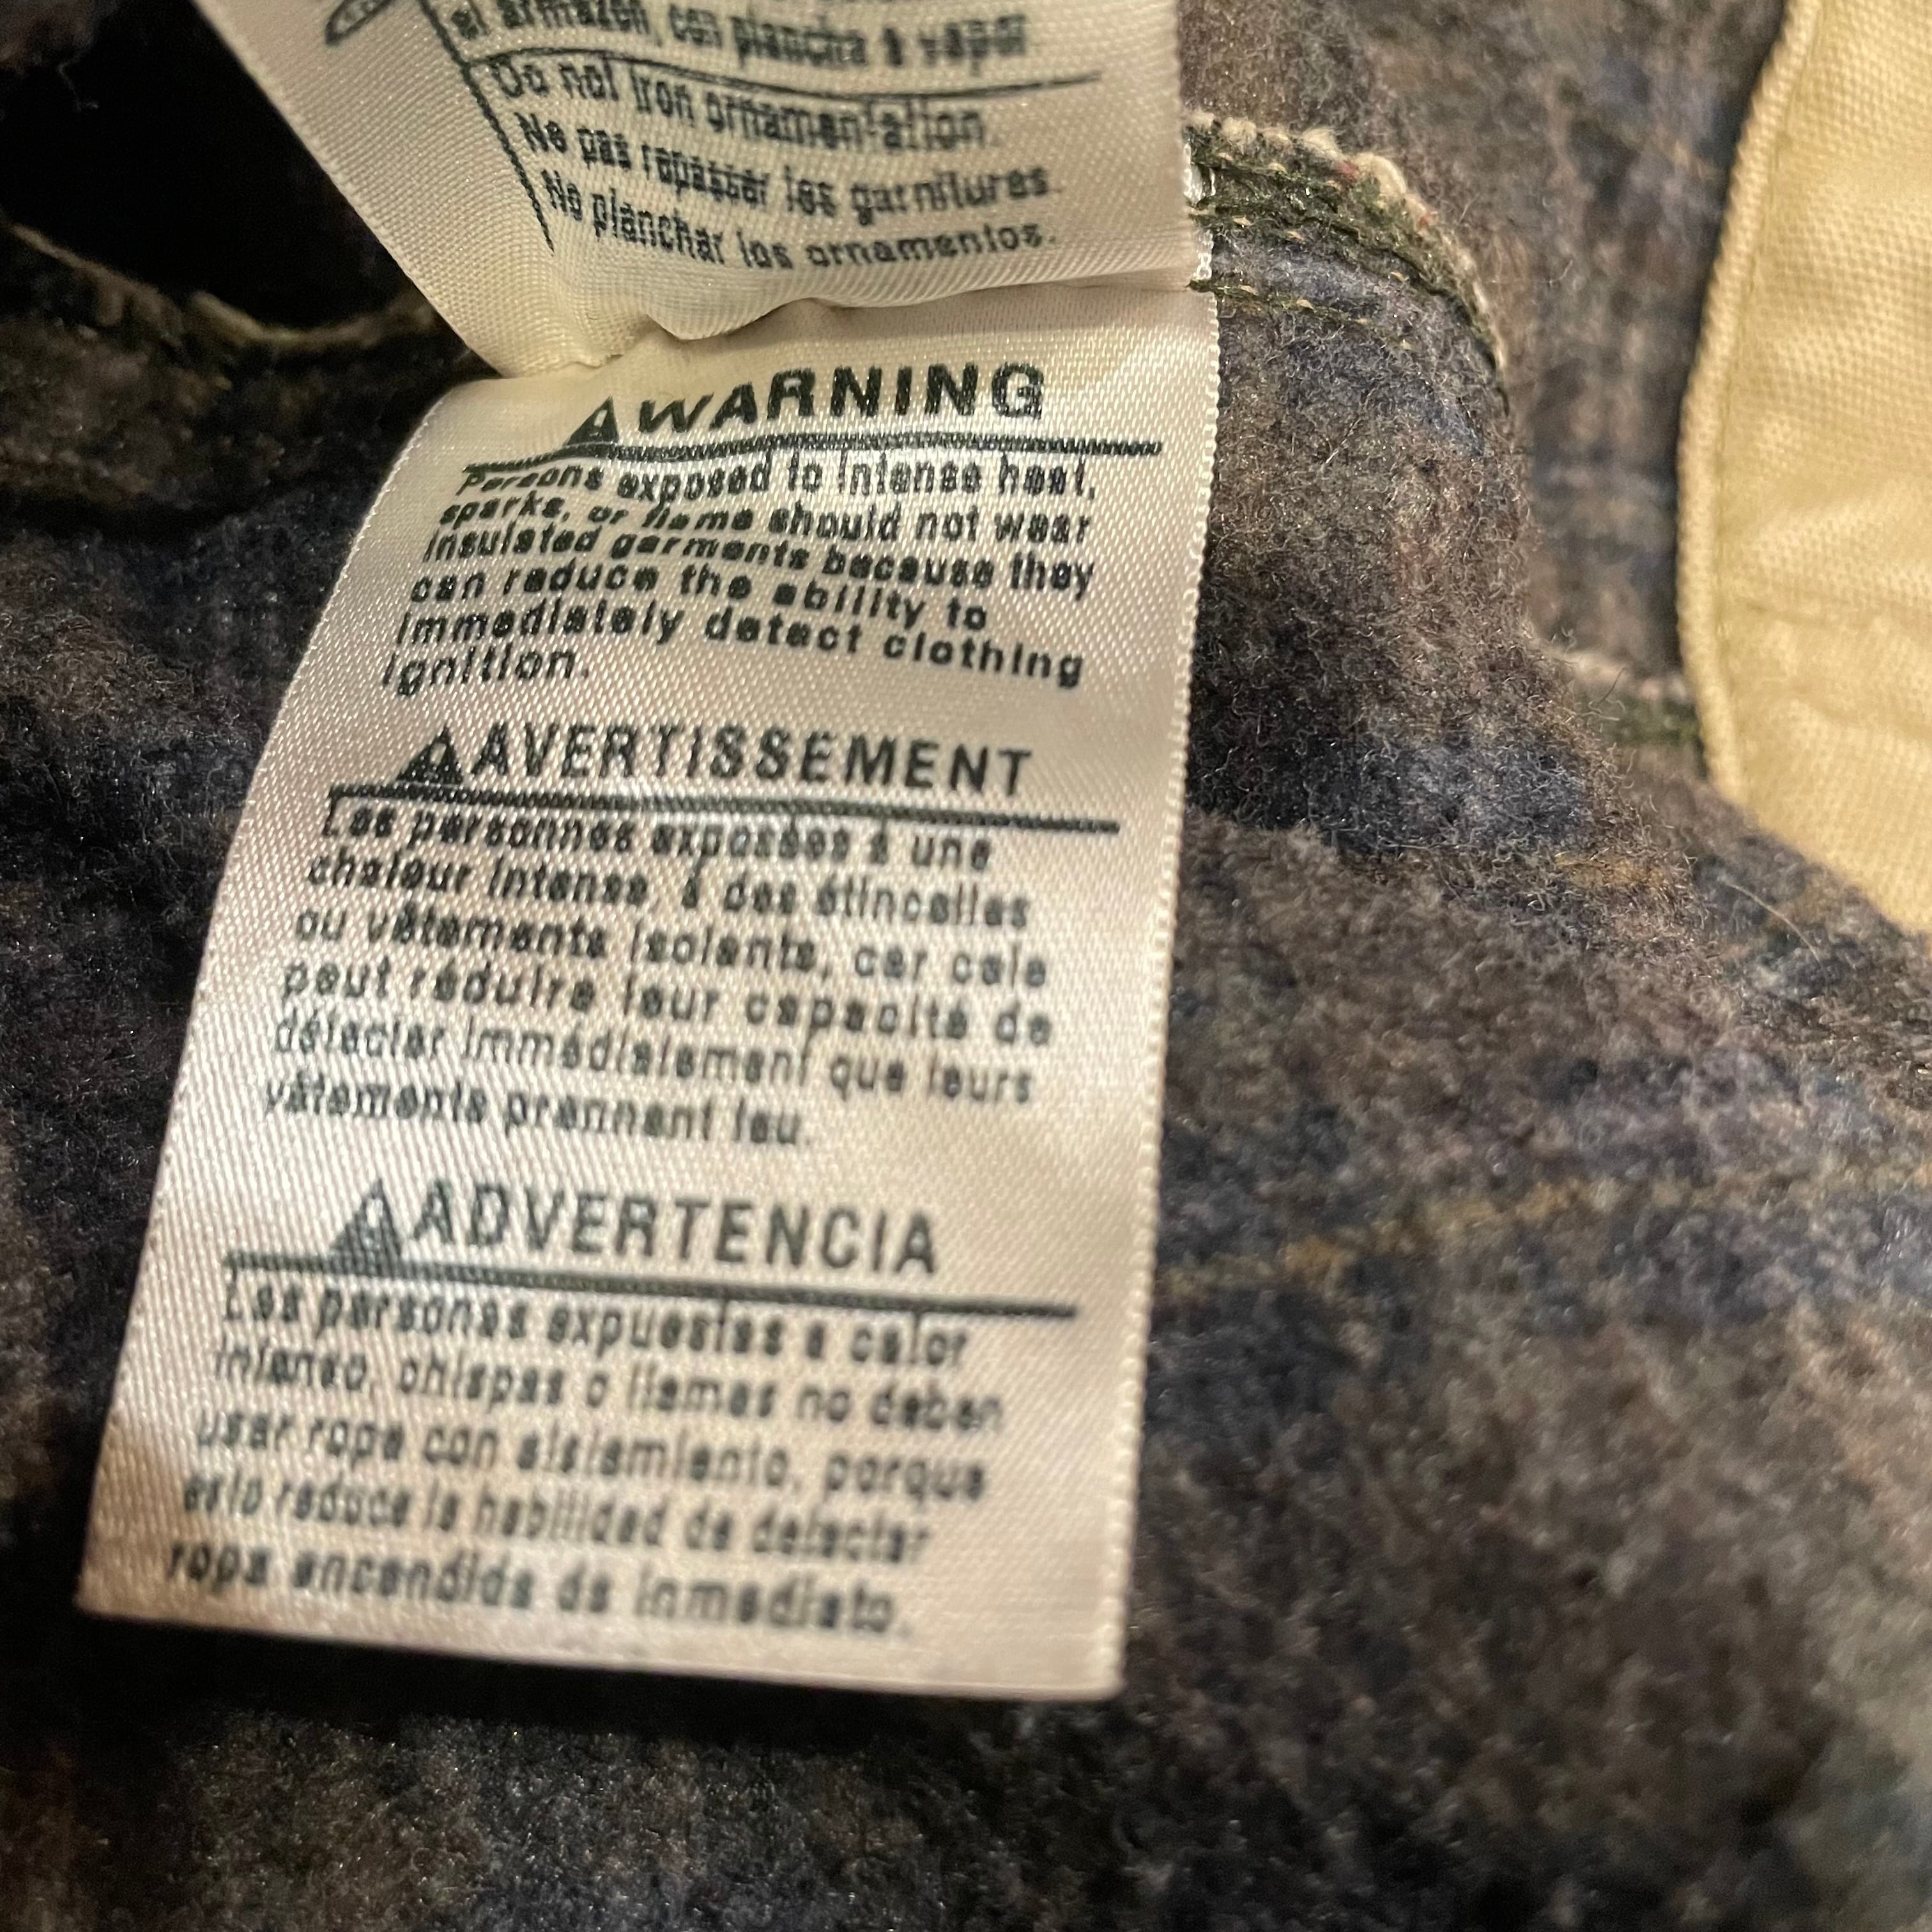 el armazón, con plancha a vapor
Do not iron ornamentation.
Ne pas repasser les garnitures.
No planchar los ornamentos.
WARNING
Persons exposed to intense heat,
sparks, or flame should not wear
insulated garments because they
can reduce the ability to
immediately detect clothing
ignition.
AVERTISSEMENT
Les personnes exposées à une
chaleur intense, à des étincelles
ou vêtements isolants, car cela
peut réduire leur capacité de
détecter immédiatement que leurs
vêtements prennent feu.
ADVERTENCIA
Las personas expuestas a calor
intenso, chispas o llamas no deben
usar ropa con aislamiento, porque
esto reduce la habilidad de detectar
ropa encendida de inmediato.